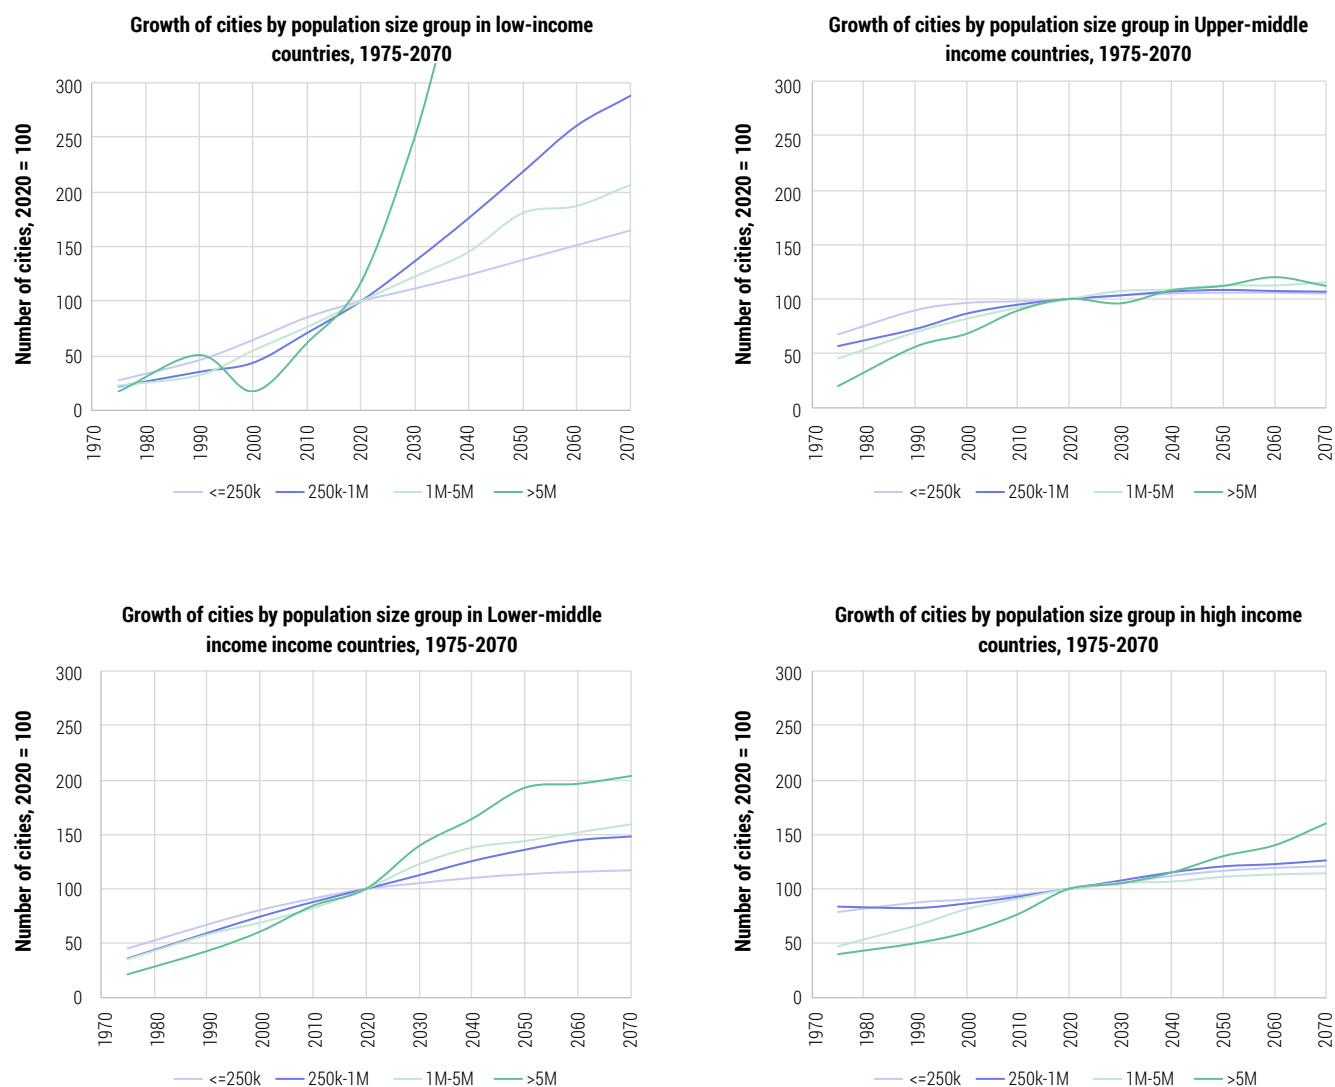 Growth of cities by population size group in low-income
countries, 1975-2070
Number of cities, 2020 = 100
300
250
200
150
100
50
0
1970
1980
1990
2000
2010
2020
2030
2040
2050
2060
2070
<=250k
250k-1M
1M-5M
>5M
Growth of cities by population size group in Upper-middle
income countries, 1975-2070
Number of cities, 2020 = 100
300
250
200
150
100
50
0
1970
1980
1990
2000
2010
2020
2030
2040
2050
2060
2070
<=250k
250k-1M
1M-5M
>5M
Growth of cities by population size group in Lower-middle
income income countries, 1975-2070
Number of cities, 2020 = 100
300
250
200
150
100
50
0
1970
1980
1990
2000
2010
2020
2030
2040
2050
2060
2070
<=250k
250k-1M
1M-5M
>5M
Growth of cities by population size group in high income
countries, 1975-2070
Number of cities, 2020 = 100
300
250
200
150
100
50
0
1970
1980
1990
2000
2010
2020
2030
2040
2050
2060
2070
<=250k
250k-1M
1M-5M
>5M